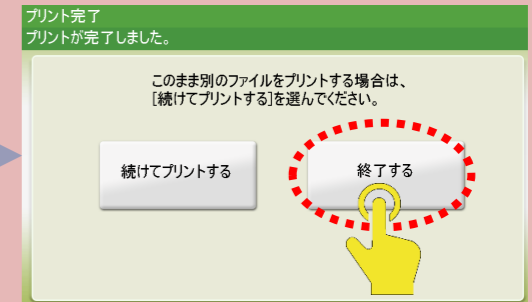 プリント完了
プリントが完了しました。
このまま別のファイルをプリントする場合は、
[続けてプリントする]を選んでください。
続けてプリントする
終了する